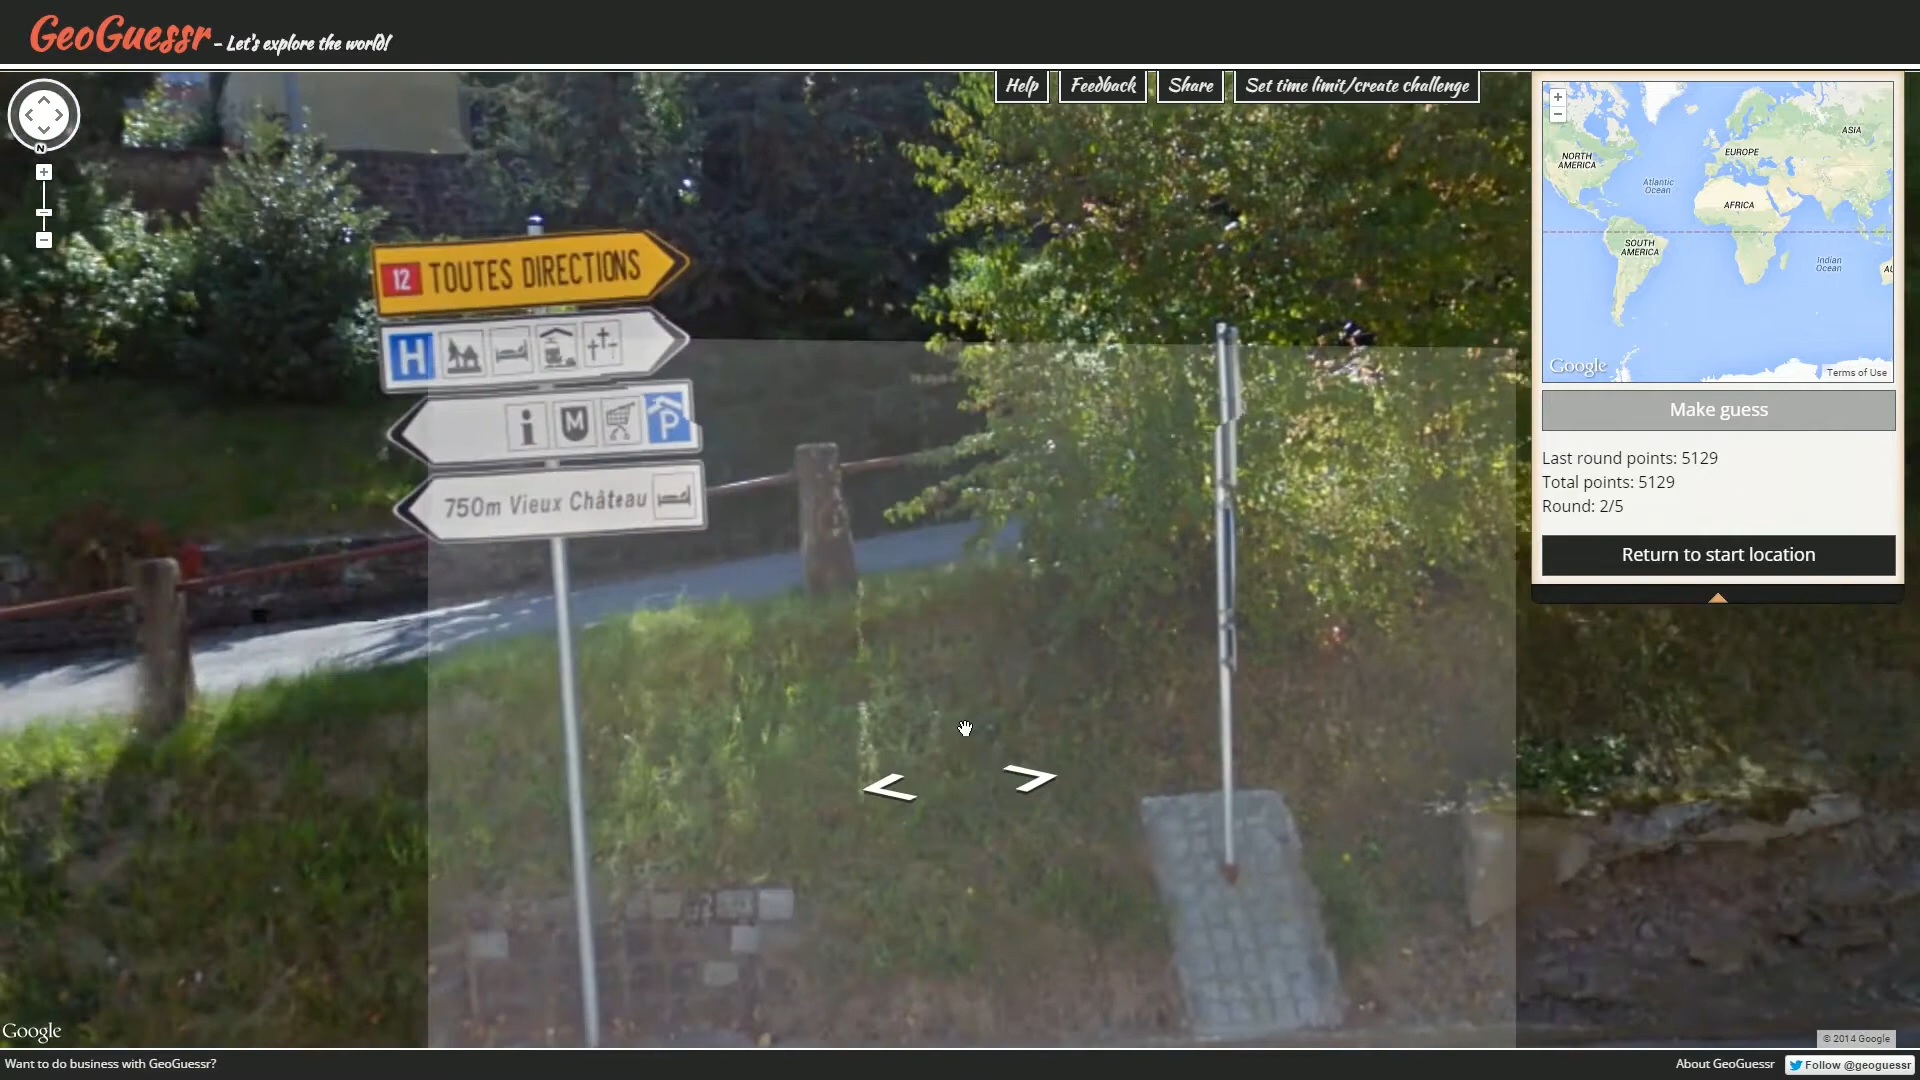 GeoGuessr - Let's explore the world!
Help
Feedback
Share
Set time limit/create challenge
N
12 TOUTES DIRECTIONS
H
i M P
750m Vieux Château
NORTH AMERICA
EUROPE
ASIA
Atlantic Ocean
AFRICA
SOUTH AMERICA
Indian Ocean
AU
Google
Terms of Use
Make guess
Last round points: 5129
Total points: 5129
Round: 2/5
Return to start location
Google
© 2014 Google
Want to do business with GeoGuessr?
About GeoGuessr
Follow @geoguessr